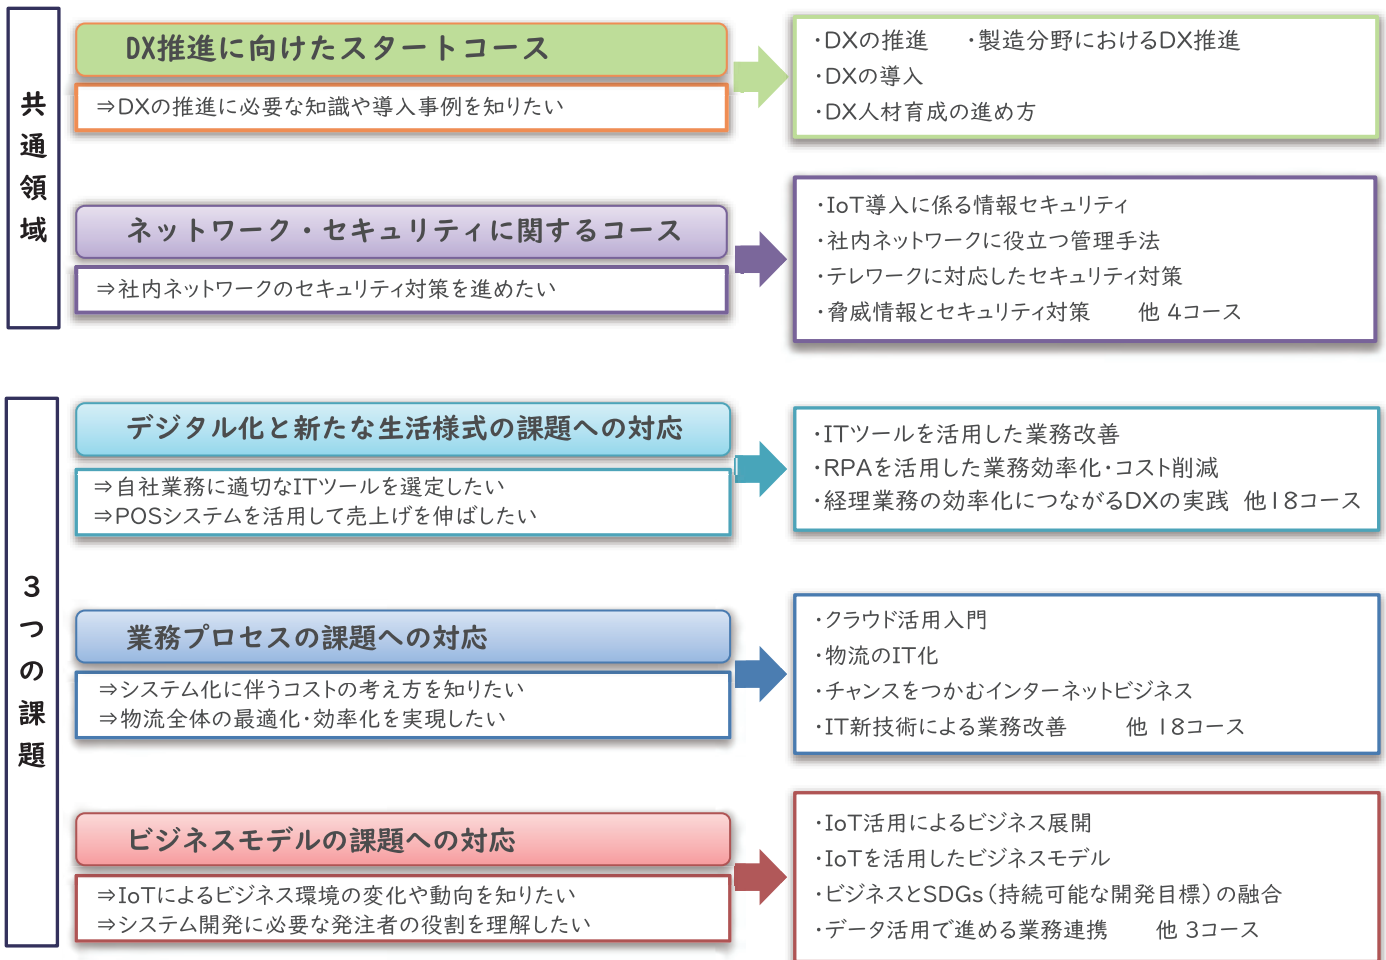 共通領域
DX推進に向けたスタートコース
⇒DXの推進に必要な知識や導入事例を知りたい
・DXの推進 ・製造分野におけるDX推進
・DXの導入
・DX人材育成の進め方
ネットワーク・セキュリティに関するコース
⇒社内ネットワークのセキュリティ対策を進めたい
・IoT導入に係る情報セキュリティ
・社内ネットワークに役立つ管理手法
・テレワークに対応したセキュリティ対策
・脅威情報とセキュリティ対策 他 4コース
3つの課題
デジタル化と新たな生活様式の課題への対応
⇒自社業務に適切なITツールを選定したい
⇒POSシステムを活用して売上げを伸ばしたい
・ITツールを活用した業務改善
・RPAを活用した業務効率化・コスト削減
・経理業務の効率化につながるDXの実践 他18コース
業務プロセスの課題への対応
⇒システム化に伴うコストの考え方を知りたい
⇒物流全体の最適化・効率化を実現したい
・クラウド活用入門
・物流のIT化
・チャンスをつかむインターネットビジネス
・IT新技術による業務改善 他 18コース
ビジネスモデルの課題への対応
⇒IoTによるビジネス環境の変化や動向を知りたい
⇒システム開発に必要な発注者の役割を理解したい
・IoT活用によるビジネス展開
・IoTを活用したビジネスモデル
・ビジネスとSDGs(持続可能な開発目標)の融合
・データ活用で進める業務連携 他 3コース